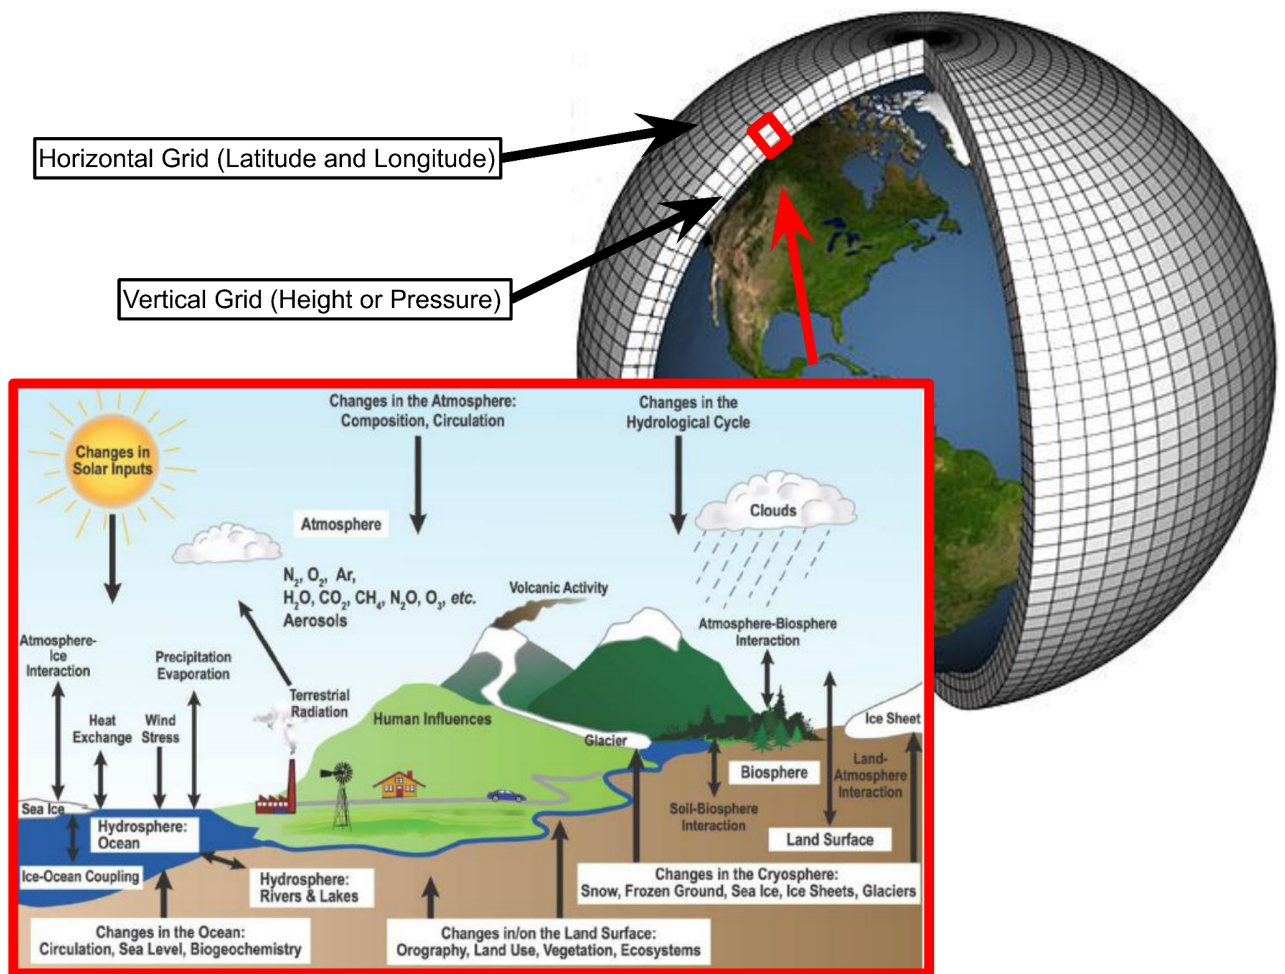 Horizontal Grid (Latitude and Longitude)
Vertical Grid (Height or Pressure)
Changes in
Solar Inputs
Changes in the Atmosphere:
Composition, Circulation
Changes in the
Hydrological Cycle
Clouds
Atmosphere
N₂, O₂, Ar,
H₂O, CO₂, CH₄, N₂O, O₃, etc.
Aerosols
Volcanic Activity
Atmosphere-
Ice
Interaction
Precipitation
Evaporation
Atmosphere-Biosphere
Interaction
Terrestrial
Radiation
Heat
Exchange
Wind
Stress
Human Influences
Glacier
Ice Sheet
Biosphere
Land-
Atmosphere
Interaction
Soil-Biosphere
Interaction
Sea Ice
Hydrosphere:
Ocean
Land Surface
Ice-Ocean Coupling
Hydrosphere:
Rivers & Lakes
Changes in the Cryosphere:
Snow, Frozen Ground, Sea Ice, Ice Sheets, Glaciers
Changes in the Ocean:
Circulation, Sea Level, Biogeochemistry
Changes in/on the Land Surface:
Orography, Land Use, Vegetation, Ecosystems